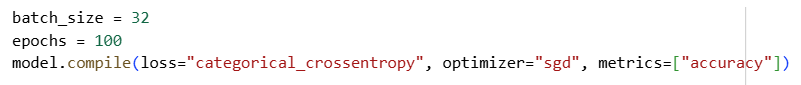 batch_size = 32
epochs = 100
model.compile(loss="categorical_crossentropy", optimizer="sgd", metrics=["accuracy"])